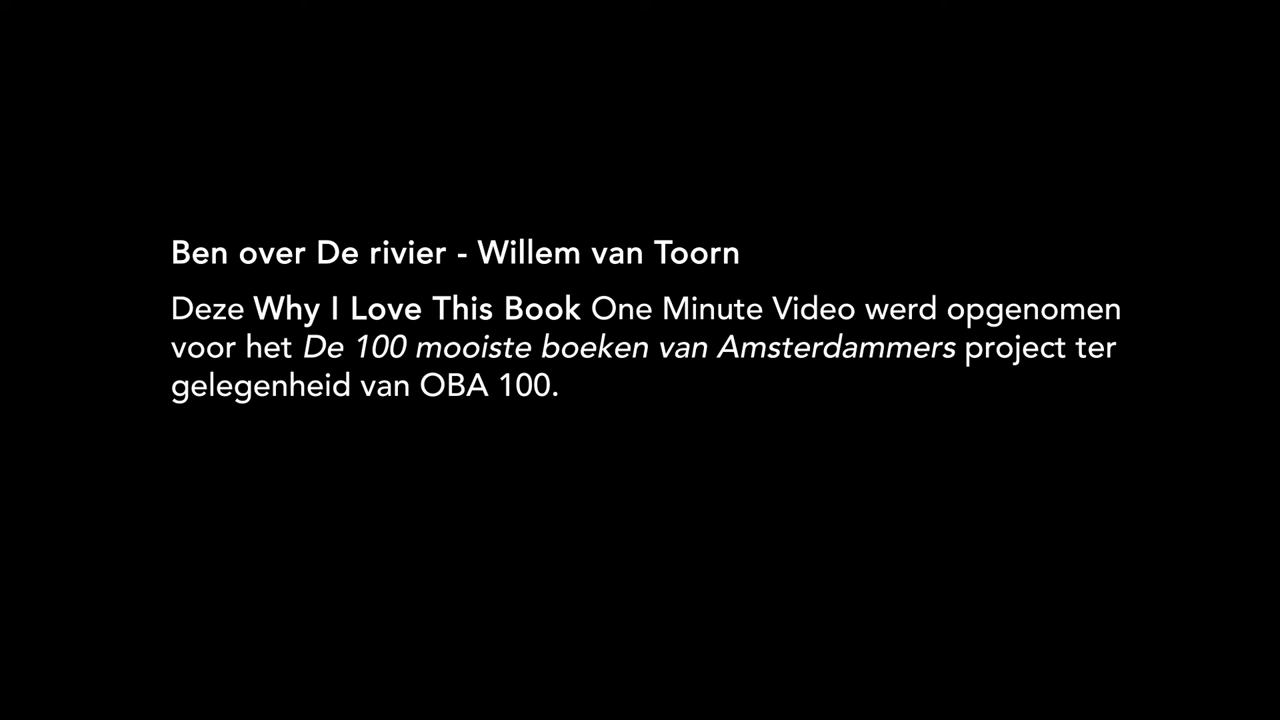 Ben over De rivier - Willem van Toorn
Deze Why I Love This Book One Minute Video werd opgenomen
voor het De 100 mooiste boeken van Amsterdammers project ter
gelegenheid van OBA 100.